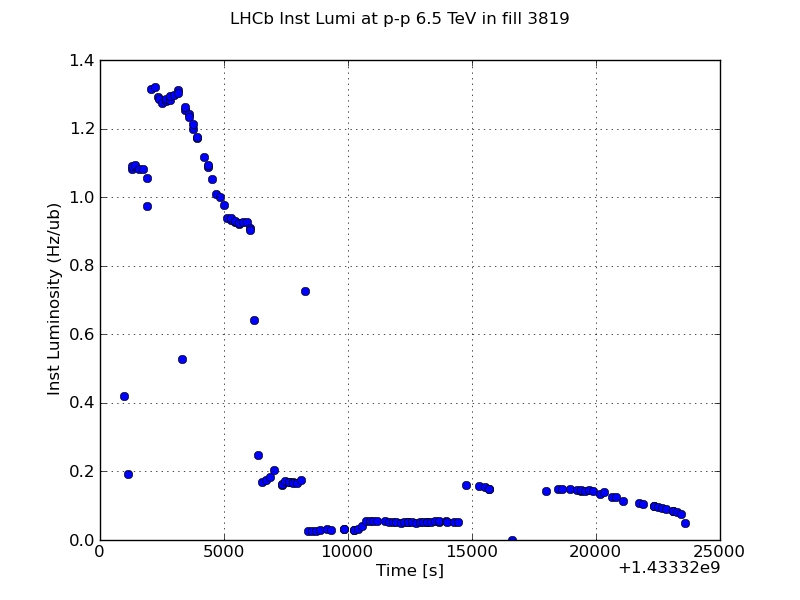 LHCb Inst Lumi at p-p 6.5 TeV in fill 3819
1.4
1.2
1.0
0.8
0.6
0.4
0.2
0.0
Inst Luminosity (Hz/ub)
0 5000 10000 15000 20000 25000
Time [s]
+1.43332e9